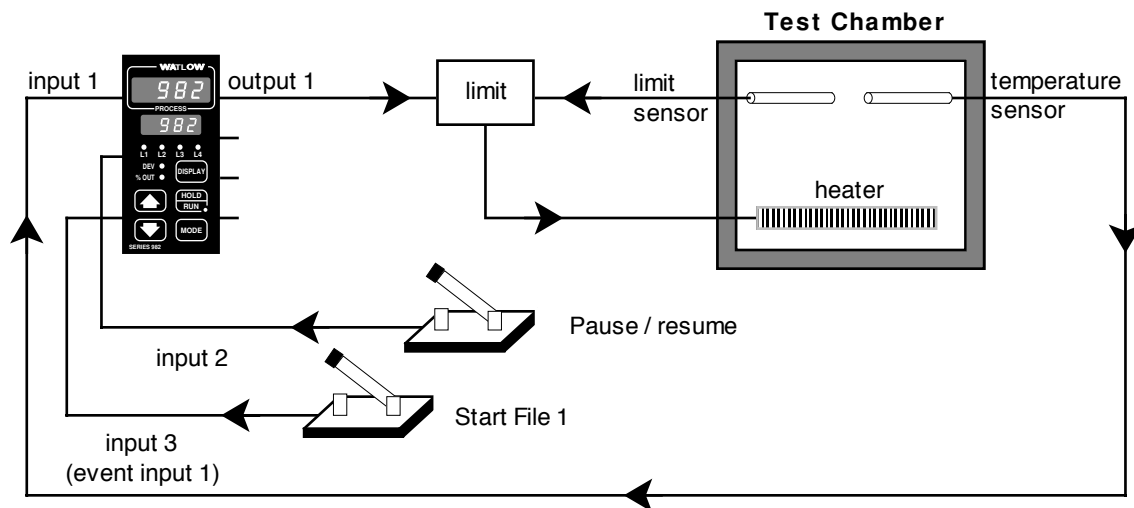 Test Chamber
input 1
WATLOW
982
PROCESS
982
L1 L2 L3 L4
DEV
% OUT
DISPLAY
HOLD
RUN
MODE
SERIES 982
output 1
limit
limit
sensor
temperature
sensor
heater
Pause / resume
input 2
Start File 1
input 3
(event input 1)